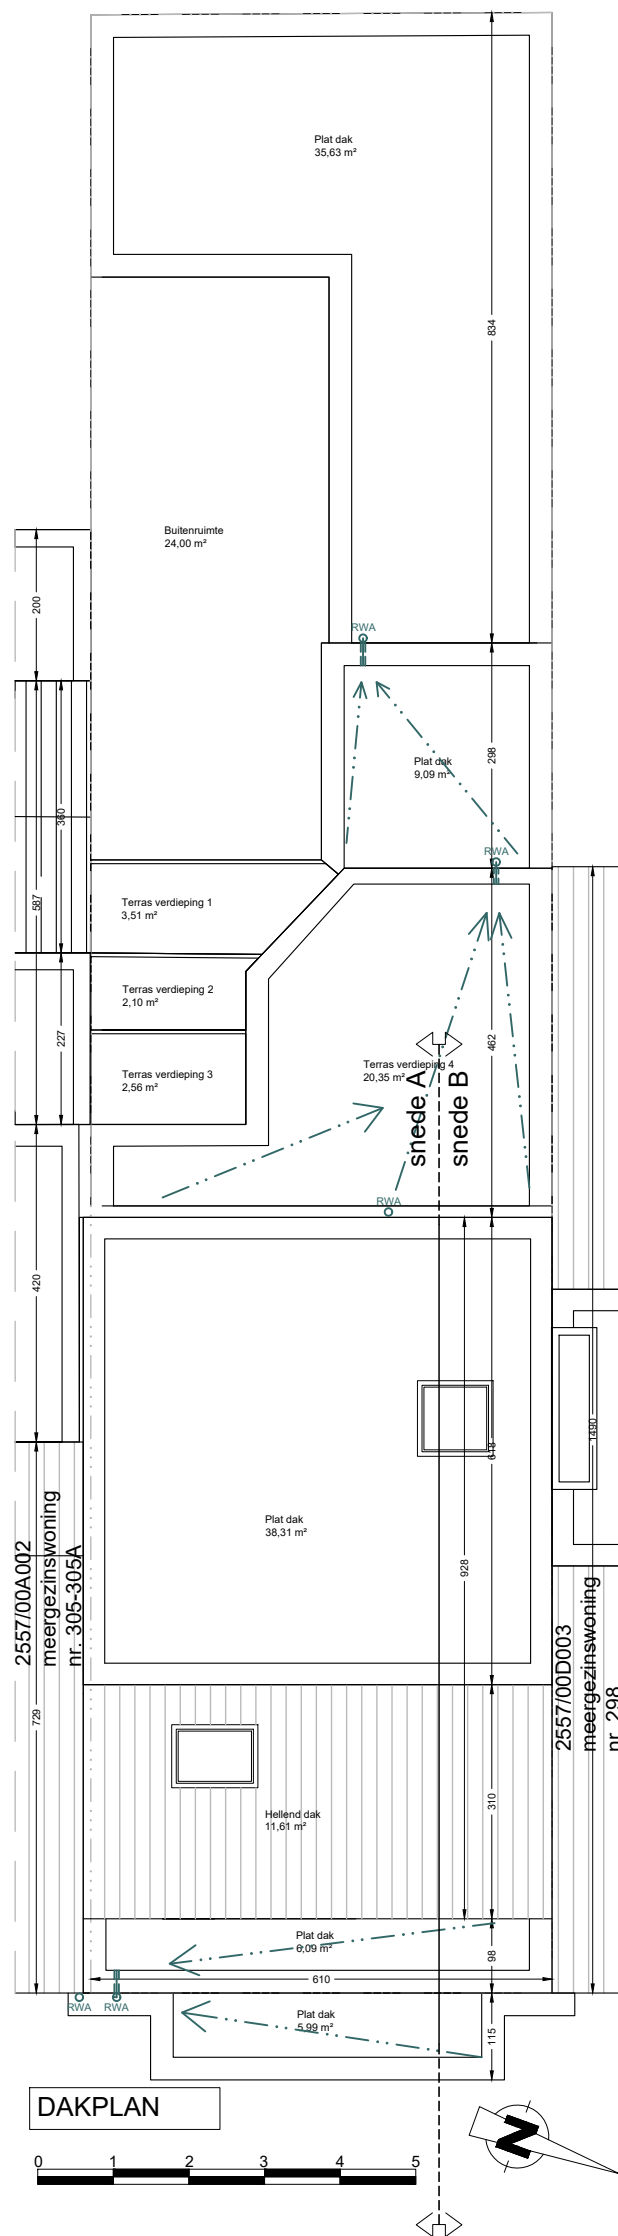 Plat dak
35,63 m²
834
Buitenruimte
24,00 m²
200
RWA
Plat dak
9,09 m²
298
360
587
RWA
Terras verdieping 1
3,51 m²
Terras verdieping 2
2,10 m²
227
462
Terras verdieping 3
2,56 m²
Terras verdieping 4
20,35 m²
snede A
snede B
RWA
420
618
1490
Plat dak
38,31 m²
928
2557/00A002
meergezinswoning
nr. 305-305A
2557/00D003
meergezinswoning
nr. 298
729
310
Hellend dak
11,61 m²
Plat dak
6,09 m²
98
610
RWA
RWA
Plat dak
5,99 m²
115
DAKPLAN
N
0 1 2 3 4 5